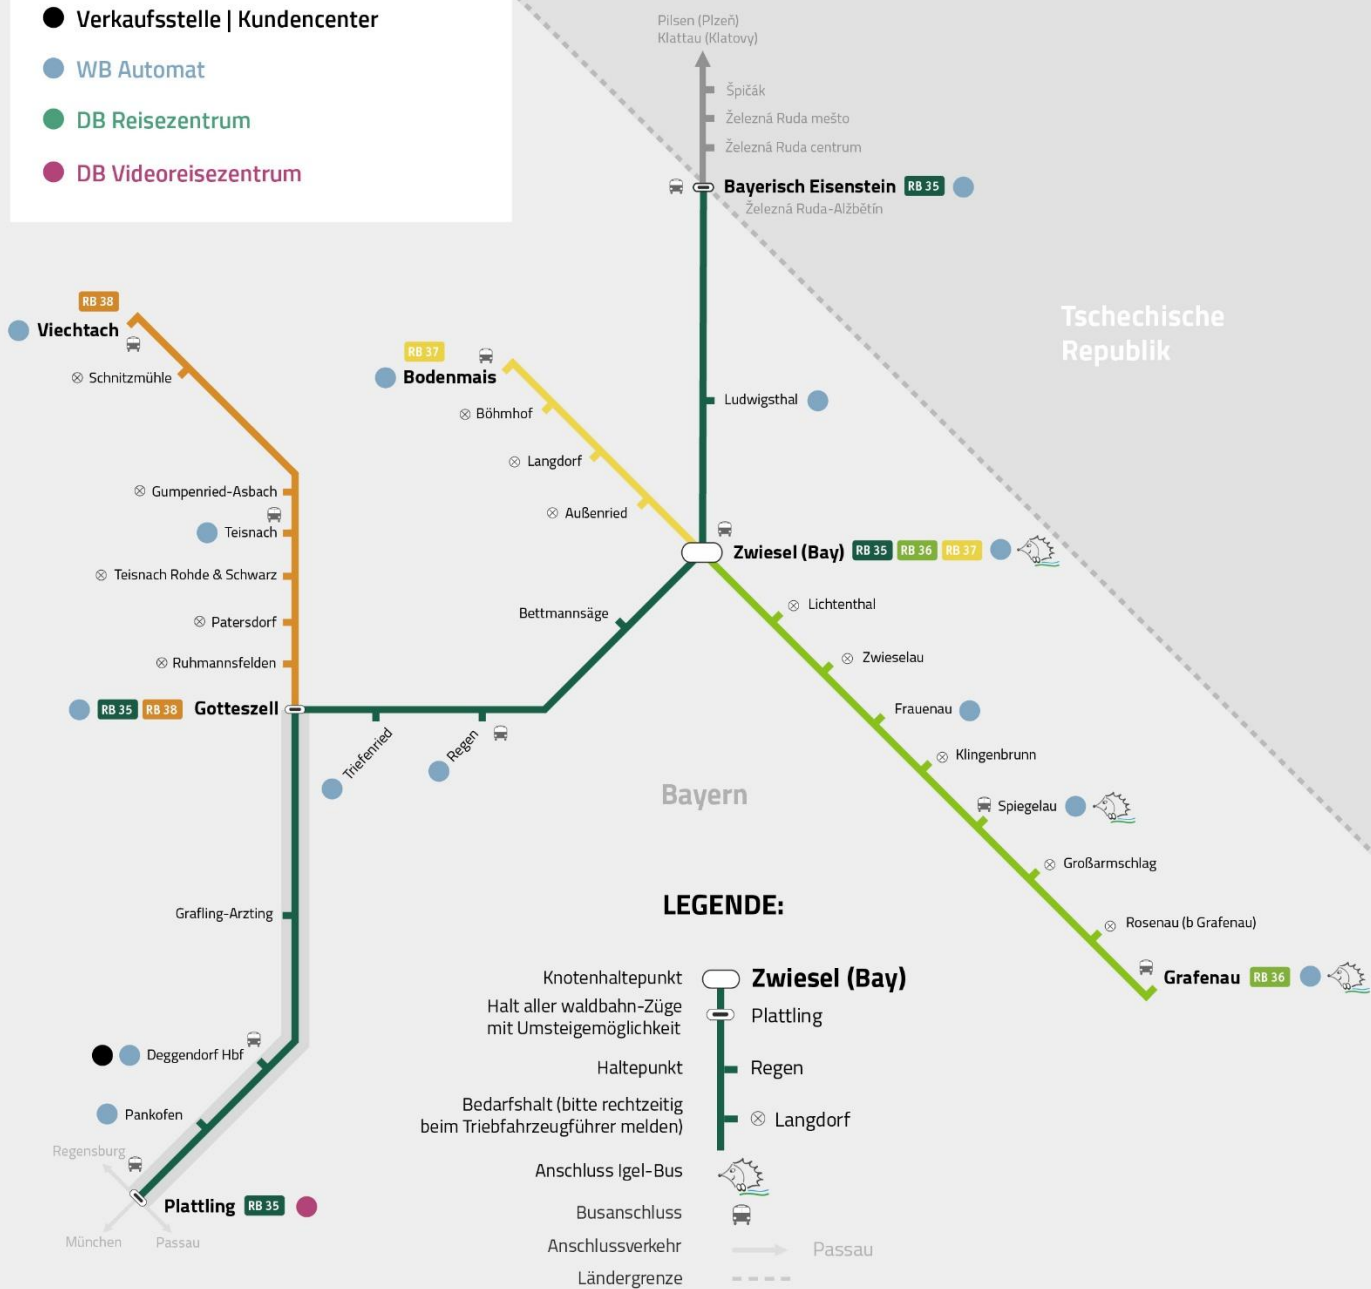 Verkaufsstelle | Kundencenter
WB Automat
DB Reisezentrum
DB Videoreisezentrum
Pilsen (Plzeň)
Klattau (Klatovy)
Špičák
Železná Ruda mešto
Železná Ruda centrum
Bayerisch Eisenstein RB 35
Železná Ruda-Alžbětín
Tschechische
Republik
RB 38
Viechtach
Schnitzmühle
RB 37
Bodenmais
Böhmhof
Langdorf
Außenried
Ludwigsthal
Gumpenried-Asbach
Teisnach
Teisnach Rohde & Schwarz
Patersdorf
Ruhmannsfelden
RB 35 RB 38 Gotteszell
Zwiesel (Bay) RB 35 RB 36 RB 37
Bettmannsäge
Triefenried
Regen
Lichtenthal
Zwieselau
Frauenau
Klingenbrunn
Spiegelau
Großarmschlag
Rosenau (b Grafenau)
Grafenau RB 36
Bayern
Grafling-Arzting
Deggendorf Hbf
Pankofen
Regensburg
Plattling RB 35
München
Passau
LEGENDE:
Knotenhaltepunkt Zwiesel (Bay)
Halt aller waldbahn-Züge
mit Umsteigemöglichkeit Plattling
Haltepunkt Regen
Bedarfshalt (bitte rechtzeitig
beim Triebfahrzeugführer melden) Langdorf
Anschluss Igel-Bus
Busanschluss
Anschlussverkehr Passau
Ländergrenze